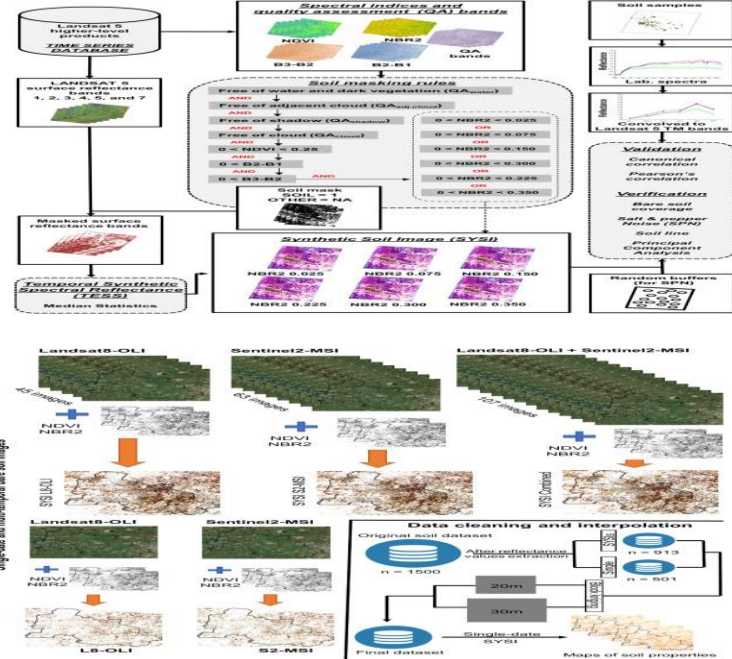 Landsat 5
higher-level
products
TIME SERIES
DATABASE
LANDSAT 5
surface reflectance
bands
1, 2, 3, 4, 5, and 7
Masked surface
reflectance bands
Temporal Synthetic
Spectral Reflectance
(TESS)
Median Statistics
Spectral indices and
quality assessment (QA) bands
NDVI
NBR2
QA
bands
B3-B2
B2-B1
Soil masking rules
Free of water and dark vegetation (QAwater)
AND
Free of adjacent cloud (QAadj.cloud)
AND
Free of shadow (QAshadow)
AND
Free of cloud (QAcloud)
AND
0 < NDVI < 0.25
AND
0 < B2-B1
AND
0 < B3-B2
AND
0 < NBR2 < 0.025
OR
0 < NBR2 < 0.075
OR
0 < NBR2 < 0.150
OR
0 < NBR2 < 0.300
OR
0 < NBR2 < 0.225
OR
0 < NBR2 < 0.350
Soil mask
SOIL = 1
OTHER = NA
Synthetic Soil Image (SYSI)
NBR2 0.025
NBR2 0.075
NBR2 0.150
NBR2 0.225
NBR2 0.300
NBR2 0.350
Soil samples
Reflectance
Lab. spectra
Reflectance
Convolved to
Landsat 5 TM bands
Validation
Canonical
correlation
Pearson's
correlation
Verification
Bare soil
coverage
Salt & pepper
Noise (SPN)
Soil line
Principal
Component
Analysis
Random buffers
(for SPN)
Landsat8-OLI
45 images
NDVI
NBR2
SYSI L8-OLI
Sentinel2-MSI
63 images
NDVI
NBR2
SYSI S2-MSI
Landsat8-OLI + Sentinel2-MSI
107 images
NDVI
NBR2
SYSI Combined
Landsat8-OLI
NDVI
NBR2
L8-OLI
Sentinel2-MSI
NDVI
NBR2
S2-MSI
Data cleaning and interpolation
Original soil dataset
n = 1500
After reflectance
values extraction
SYSIs
n = 913
Single
n = 501
20m
30m
Final dataset
Single-date
SYSI
Maps of soil properties